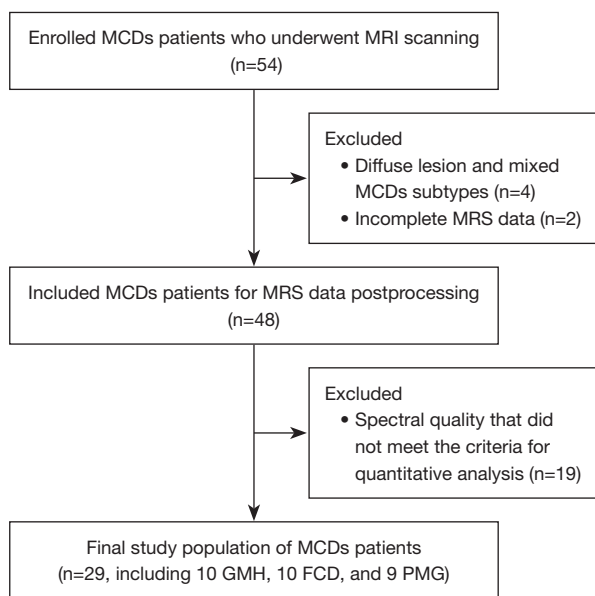 Enrolled MCDs patients who underwent MRI scanning
(n=54)
Excluded
• Diffuse lesion and mixed
MCDs subtypes (n=4)
• Incomplete MRS data (n=2)
Included MCDs patients for MRS data postprocessing
(n=48)
Excluded
• Spectral quality that did
not meet the criteria for
quantitative analysis (n=19)
Final study population of MCDs patients
(n=29, including 10 GMH, 10 FCD, and 9 PMG)